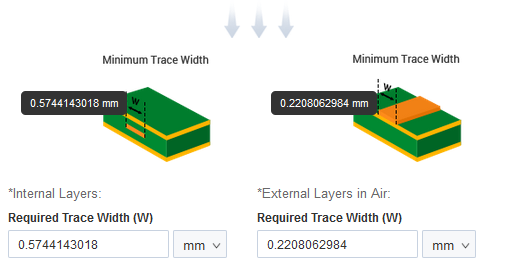 Minimum Trace Width
W
0.5744143018 mm
*Internal Layers:
Required Trace Width (W)
0.5744143018 mm
Minimum Trace Width
W
0.2208062984 mm
*External Layers in Air:
Required Trace Width (W)
0.2208062984 mm